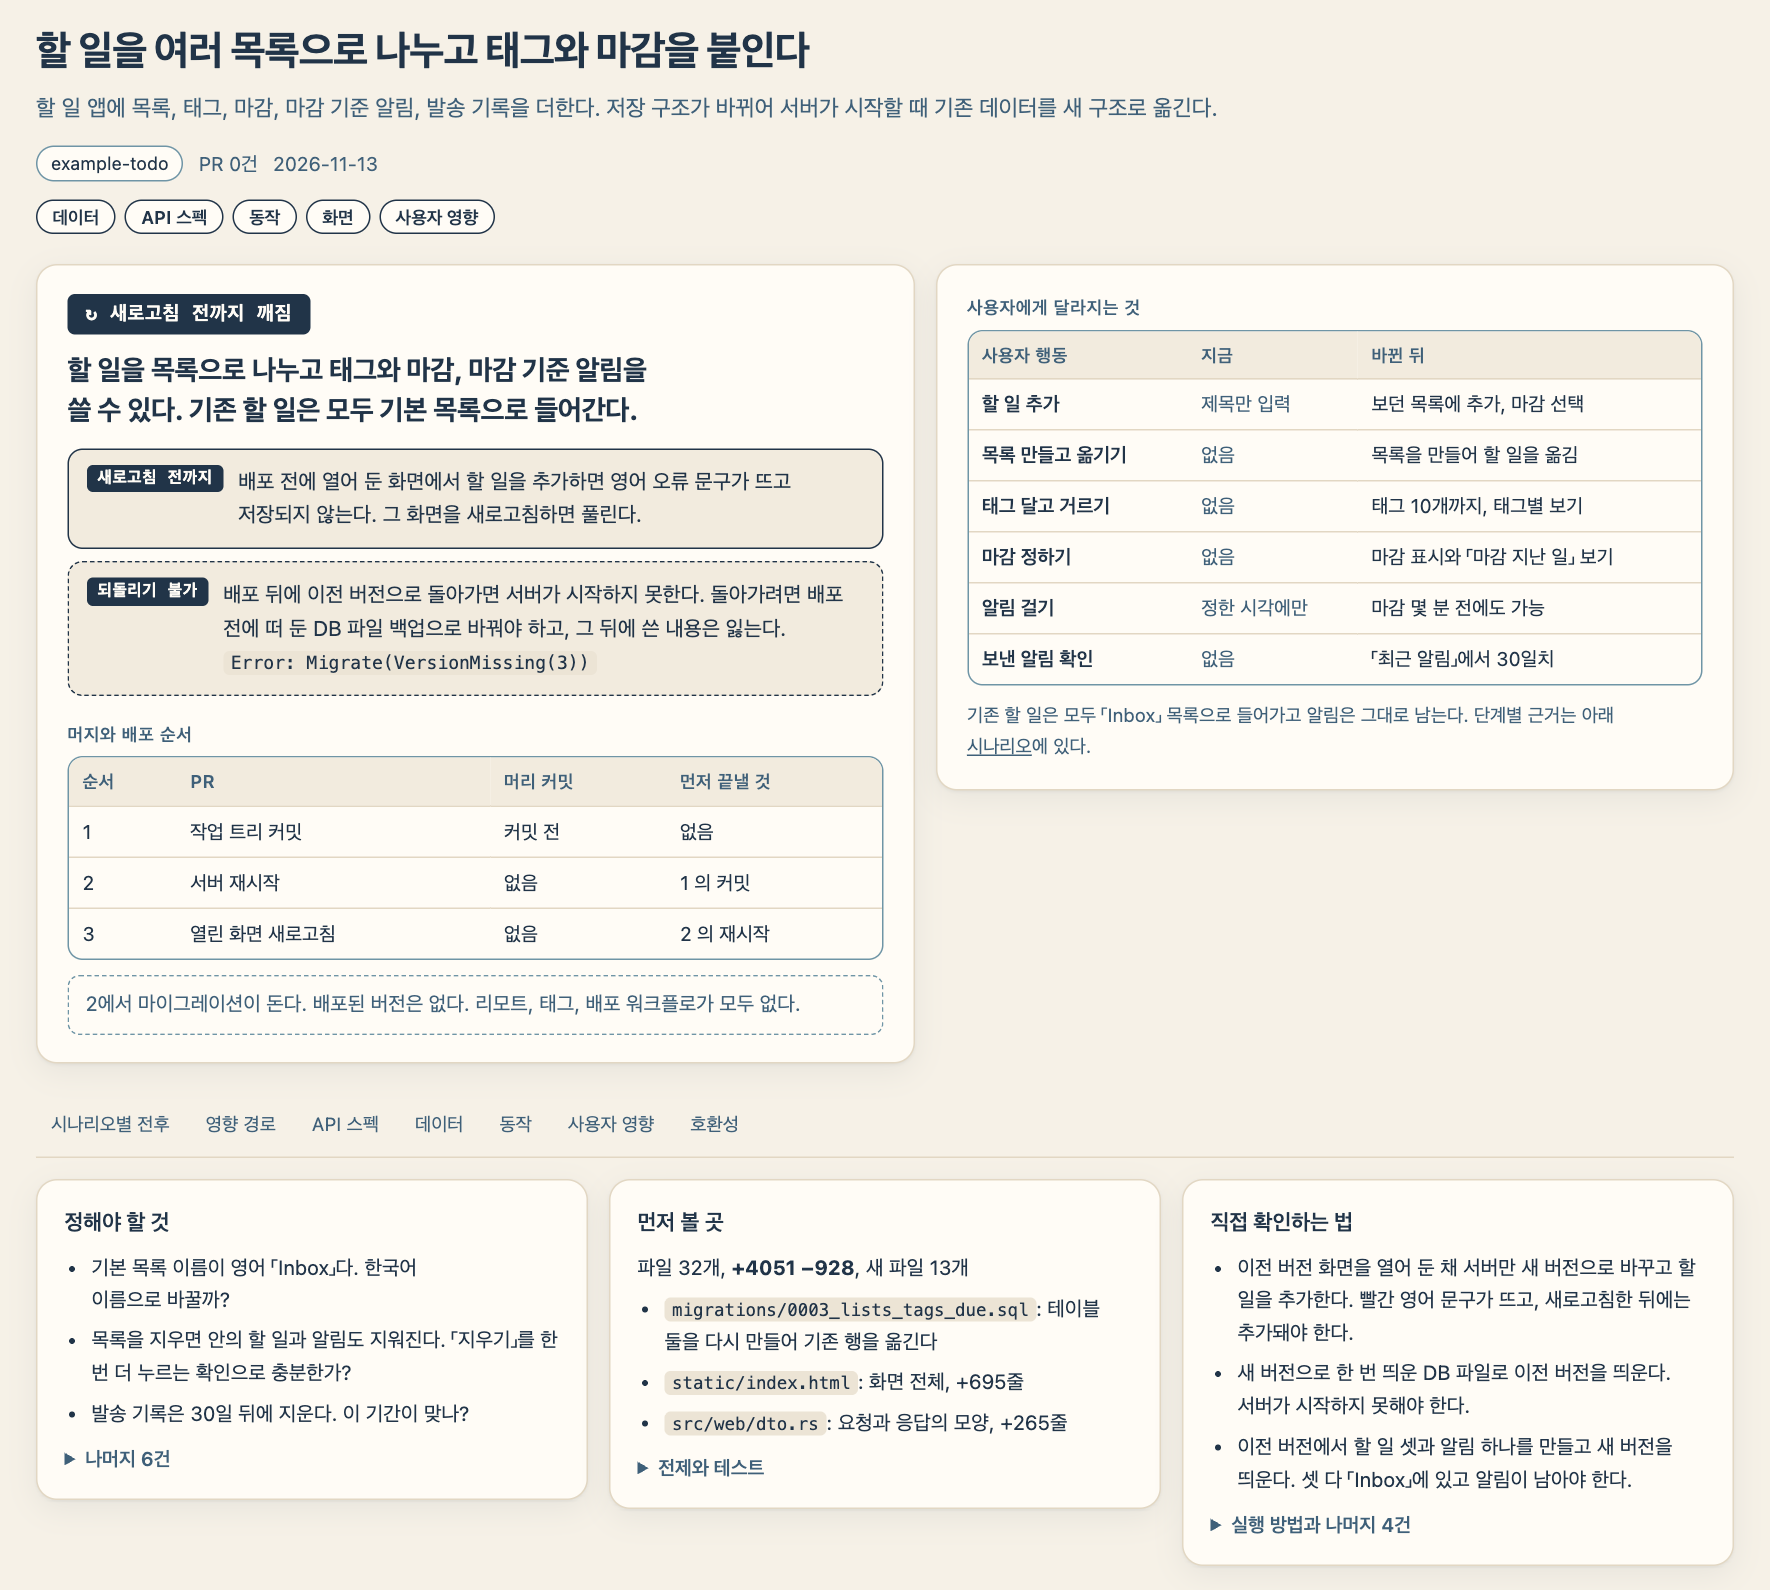 할 일을 여러 목록으로 나누고 태그와 마감을 붙인다
할 일 앱에 목록, 태그, 마감, 마감 기준 알림, 발송 기록을 더한다. 저장 구조가 바뀌어 서버가 시작할 때 기존 데이터를 새 구조로 옮긴다.
example-todo PR 0건 2026-11-13
데이터 API 스펙 동작 화면 사용자 영향
↻ 새로고침 전까지 깨짐
할 일을 목록으로 나누고 태그와 마감, 마감 기준 알림을
쓸 수 있다. 기존 할 일은 모두 기본 목록으로 들어간다.
새로고침 전까지 배포 전에 열어 둔 화면에서 할 일을 추가하면 영어 오류 문구가 뜨고
저장되지 않는다. 그 화면을 새로고침하면 풀린다.
되돌리기 불가 배포 뒤에 이전 버전으로 돌아가면 서버가 시작하지 못한다. 돌아가려면 배포
전에 떠 둔 DB 파일 백업으로 바꿔야 하고, 그 뒤에 쓴 내용은 잃는다.
Error: Migrate(VersionMissing(3))
머지와 배포 순서
순서 PR 머리 커밋 먼저 끝낼 것
1 작업 트리 커밋 커밋 전 없음
2 서버 재시작 없음 1 의 커밋
3 열린 화면 새로고침 없음 2 의 재시작
2에서 마이그레이션이 돈다. 배포된 버전은 없다. 리모트, 태그, 배포 워크플로가 모두 없다.
사용자에게 달라지는 것
사용자 행동 지금 바뀐 뒤
할 일 추가 제목만 입력 보던 목록에 추가, 마감 선택
목록 만들고 옮기기 없음 목록을 만들어 할 일을 옮김
태그 달고 거르기 없음 태그 10개까지, 태그별 보기
마감 정하기 없음 마감 표시와 「마감 지난 일」 보기
알림 걸기 정한 시각에만 마감 몇 분 전에도 가능
보낸 알림 확인 없음 「최근 알림」에서 30일치
기존 할 일은 모두 「Inbox」 목록으로 들어가고 알림은 그대로 남는다. 단계별 근거는 아래
시나리오에 있다.
시나리오별 전후 영향 경로 API 스펙 데이터 동작 사용자 영향 호환성
정해야 할 것
• 기본 목록 이름이 영어 「Inbox」다. 한국어
이름으로 바꿀까?
• 목록을 지우면 안의 할 일과 알림도 지워진다. 「지우기」를 한
번 더 누르는 확인으로 충분한가?
• 발송 기록은 30일 뒤에 지운다. 이 기간이 맞나?
▶ 나머지 6건
먼저 볼 곳
파일 32개, +4051 −928, 새 파일 13개
• migrations/0003_lists_tags_due.sql: 테이블
둘을 다시 만들어 기존 행을 옮긴다
• static/index.html: 화면 전체, +695줄
• src/web/dto.rs: 요청과 응답의 모양, +265줄
▶ 전제와 테스트
직접 확인하는 법
• 이전 버전 화면을 열어 둔 채 서버만 새 버전으로 바꾸고 할
일을 추가한다. 빨간 영어 문구가 뜨고, 새로고침한 뒤에는
추가돼야 한다.
• 새 버전으로 한 번 띄운 DB 파일로 이전 버전을 띄운다.
서버가 시작하지 못해야 한다.
• 이전 버전에서 할 일 셋과 알림 하나를 만들고 새 버전을
띄운다. 셋 다 「Inbox」에 있고 알림이 남아야 한다.
▶ 실행 방법과 나머지 4건